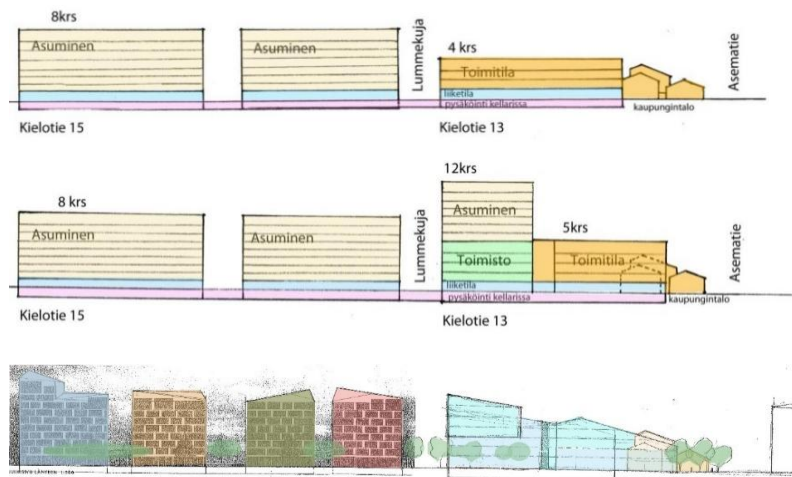 8krs
Asuminen
Asuminen
Lummekuja
4 krs
Toimitila
liiketila
pysäköinti kellarissa
kaupungintalo
Asematie
Kielotie 15
Kielotie 13
12krs
8 krs
Asuminen
Asuminen
Lummekuja
Asuminen
Toimisto
5krs
Toimitila
liiketila
pysäköinti kellarissa
kaupungintalo
Asematie
Kielotie 15
Kielotie 13